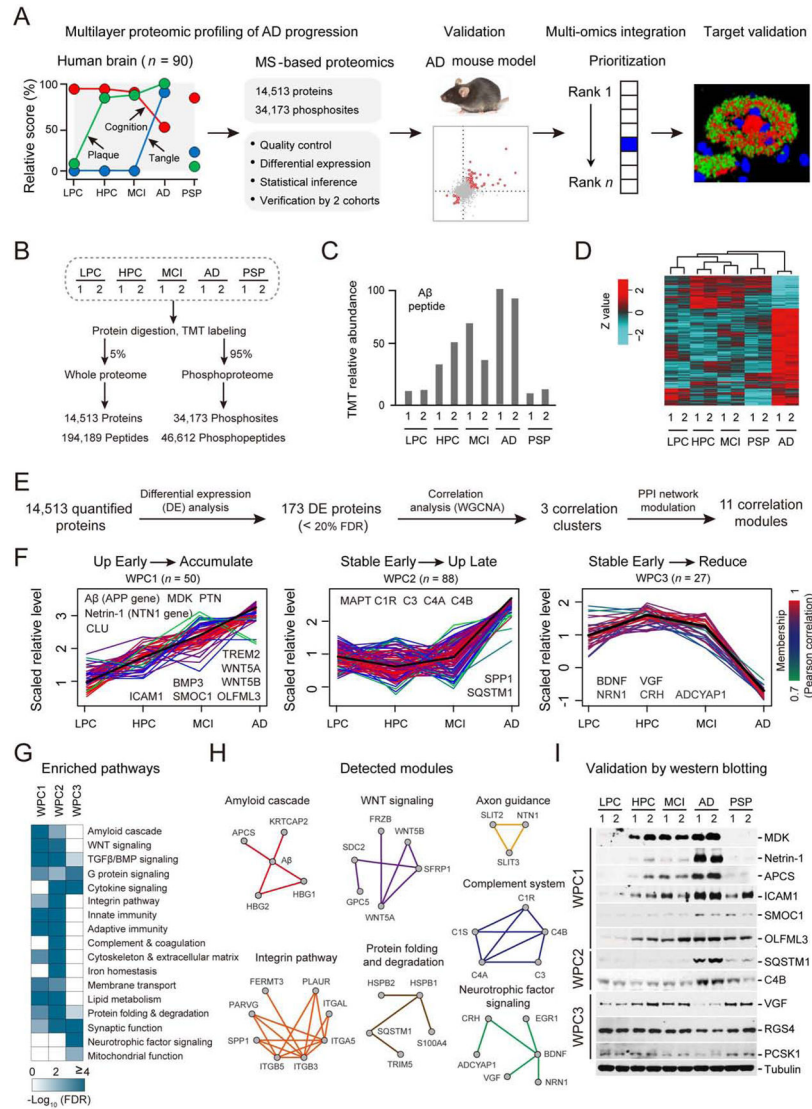 A
Multilayer proteomic profiling of AD progression
Validation
Multi-omics integration
Target validation
Human brain (n = 90)
MS-based proteomics
AD mouse model
Prioritization
Relative score (%)
100
50
0
Cognition
Plaque
Tangle
LPC HPC MCI AD PSP
14,513 proteins
34,173 phosphosites
• Quality control
• Differential expression
• Statistical inference
• Verification by 2 cohorts
Rank 1
Rank n
B
LPC HPC MCI AD PSP
1 2 1 2 1 2 1 2 1 2
Protein digestion, TMT labeling
5% 95%
Whole proteome Phosphoproteome
14,513 Proteins 34,173 Phosphosites
194,189 Peptides 46,612 Phosphopeptides
C
TMT relative abundance
100
50
0
Aβ
peptide
1 2 1 2 1 2 1 2 1 2
LPC HPC MCI AD PSP
D
Z value
2
0
−2
1 2 1 2 1 2 1 2 1 2
LPC HPC MCI PSP AD
E
14,513 quantified
proteins
Differential expression
(DE) analysis
173 DE proteins
(< 20% FDR)
Correlation
analysis (WGCNA)
3 correlation
clusters
PPI network
modulation
11 correlation
modules
F
Up Early Accumulate
WPC1 (n = 50)
Scaled relative level
3
2
1
Aβ (APP gene) MDK PTN
Netrin-1 (NTN1 gene)
CLU
TREM2
WNT5A
BMP3 WNT5B
ICAM1 SMOC1 OLFML3
LPC HPC MCI AD
Stable Early Up Late
WPC2 (n = 88)
Scaled relative level
3
2
1
0
MAPT C1R C3 C4A C4B
SPP1
SQSTM1
LPC HPC MCI AD
Stable Early Reduce
WPC3 (n = 27)
Scaled relative level
2
1
0
-1
BDNF VGF
NRN1 CRH ADCYAP1
LPC HPC MCI AD
Membership
(Pearson correlation)
0.7 1
G
Enriched pathways
WPC1 WPC2 WPC3
Amyloid cascade
WNT signaling
TGFβ/BMP signaling
G protein signaling
Cytokine signaling
Integrin pathway
Innate immunity
Adaptive immunity
Complement & coagulation
Cytoskeleton & extracellular matrix
Iron homestasis
Membrane transport
Lipid metabolism
Protein folding & degradation
Synaptic function
Neurotrophic factor signaling
Mitochondrial function
0 2 ≥4
-Log10 (FDR)
H
Detected modules
Amyloid cascade
KRTCAP2
APCS
Aβ
HBG2
HBG1
WNT signaling
FRZB
WNT5B
SDC2
SFRP1
GPC5
WNT5A
Axon guidance
SLIT2 NTN1
SLIT3
Complement system
C1R
C1S C4B
C4A C3
Integrin pathway
FERMT3 PLAUR
PARVG ITGAL
SPP1 ITGA5
ITGB5 ITGB3
Protein folding
and degradation
HSPB2 HSPB1
SQSTM1
S100A4
TRIM5
Neurotrophic factor
signaling
CRH EGR1
BDNF
ADCYAP1
VGF
NRN1
I
Validation by western blotting
LPC HPC MCI AD PSP
1 2 1 2 1 2 1 2 1 2
WPC1
MDK
Netrin-1
APCS
ICAM1
SMOC1
OLFML3
WPC2
SQSTM1
C4B
WPC3
VGF
RGS4
PCSK1
Tubulin